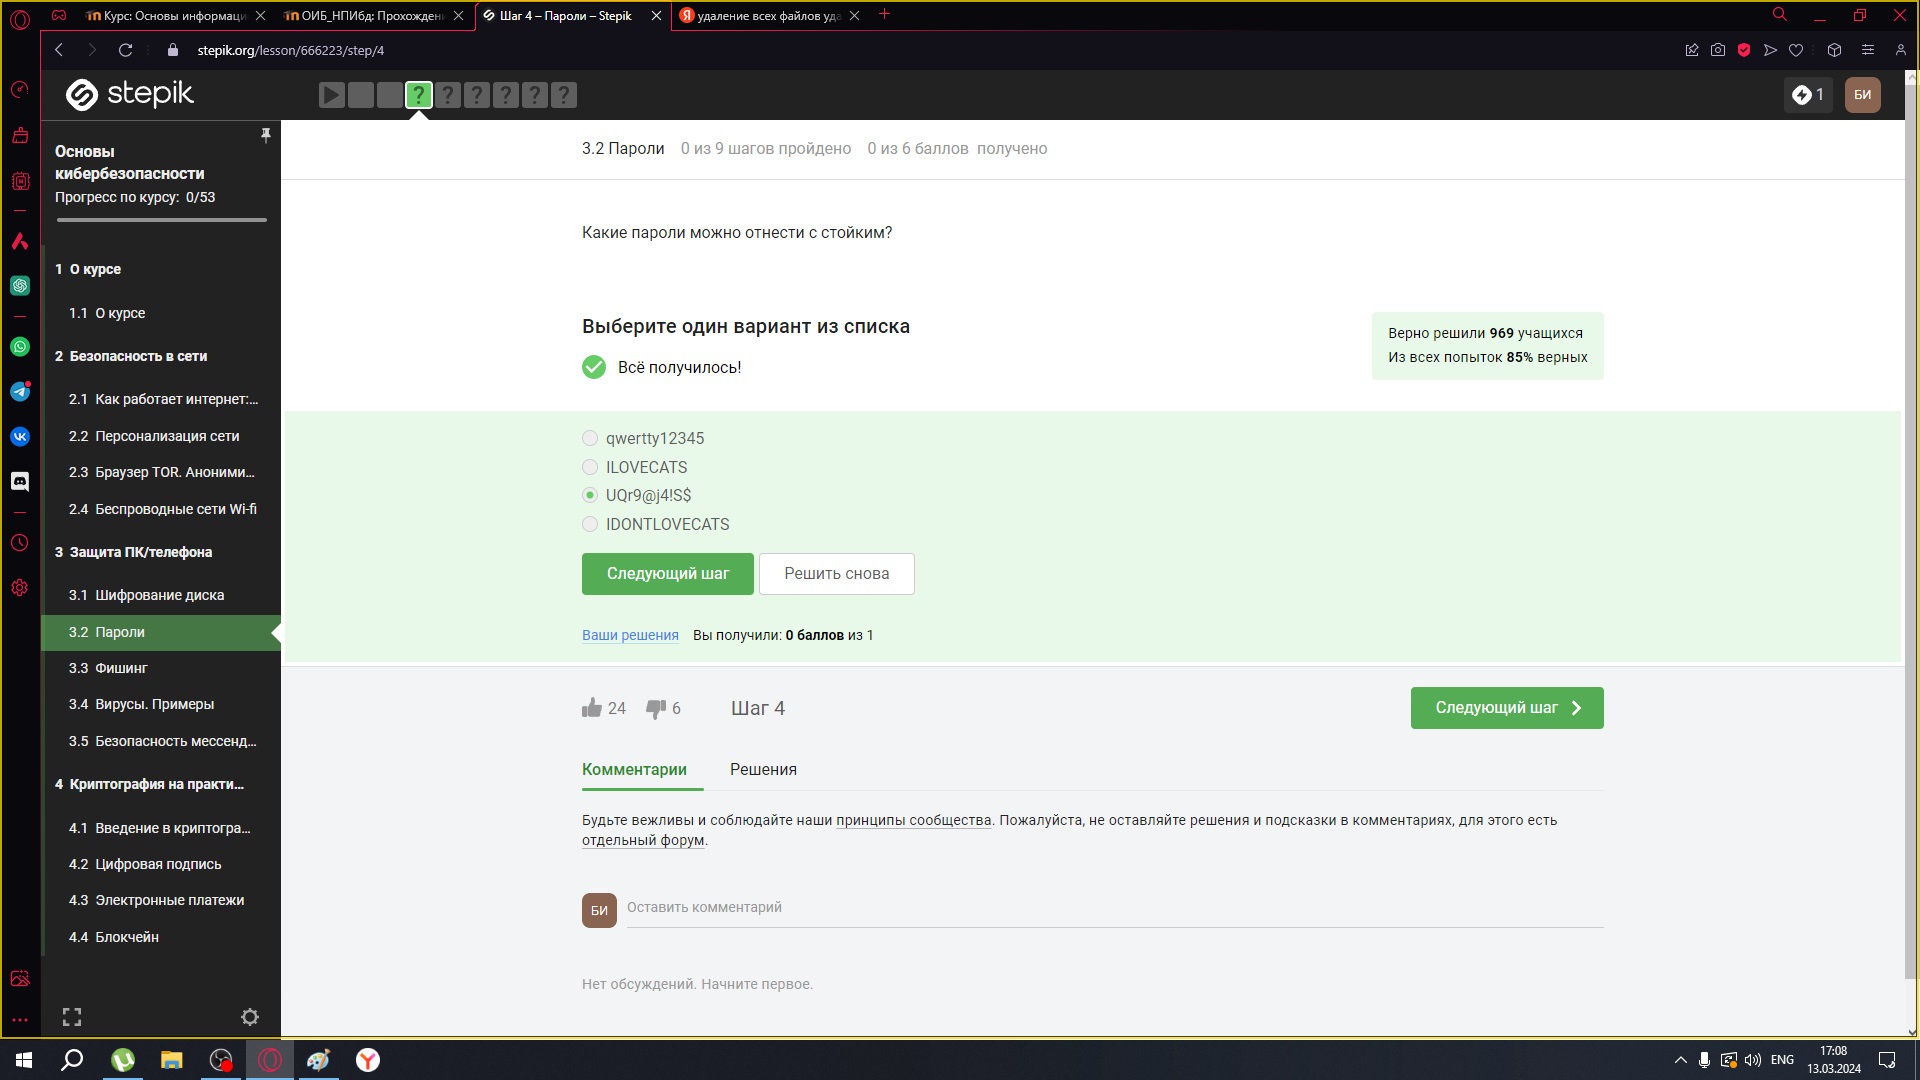 Курс: Основы информаци
ОИБ_НПИбд: Прохожден
Шаг 4 – Пароли – Stepik
удаление всех файлов уда
stepik.org/lesson/666223/step/4
stepik
? ? ? ? ? ?
1
БИ
Основы
кибербезопасности
Прогресс по курсу: 0/53
1 О курсе
1.1 О курсе
2 Безопасность в сети
2.1 Как работает интернет:...
2.2 Персонализация сети
2.3 Браузер TOR. Аноними...
2.4 Беспроводные сети Wi-fi
3 Защита ПК/телефона
3.1 Шифрование диска
3.2 Пароли
3.3 Фишинг
3.4 Вирусы. Примеры
3.5 Безопасность мессенд...
4 Криптография на практи...
4.1 Введение в криптогра...
4.2 Цифровая подпись
4.3 Электронные платежи
4.4 Блокчейн
3.2 Пароли 0 из 9 шагов пройдено 0 из 6 баллов получено
Какие пароли можно отнести с стойким?
Выберите один вариант из списка
Всё получилось!
Верно решили 969 учащихся
Из всех попыток 85% верных
qwertty12345
ILOVECATS
UQr9@j4!S$
IDONTLOVECATS
Следующий шаг
Решить снова
Ваши решения Вы получили: 0 баллов из 1
24 6 Шаг 4
Следующий шаг
Комментарии Решения
Будьте вежливы и соблюдайте наши принципы сообщества. Пожалуйста, не оставляйте решения и подсказки в комментариях, для этого есть
отдельный форум.
БИ
Оставить комментарий
Нет обсуждений. Начните первое.
ENG
17:08
13.03.2024